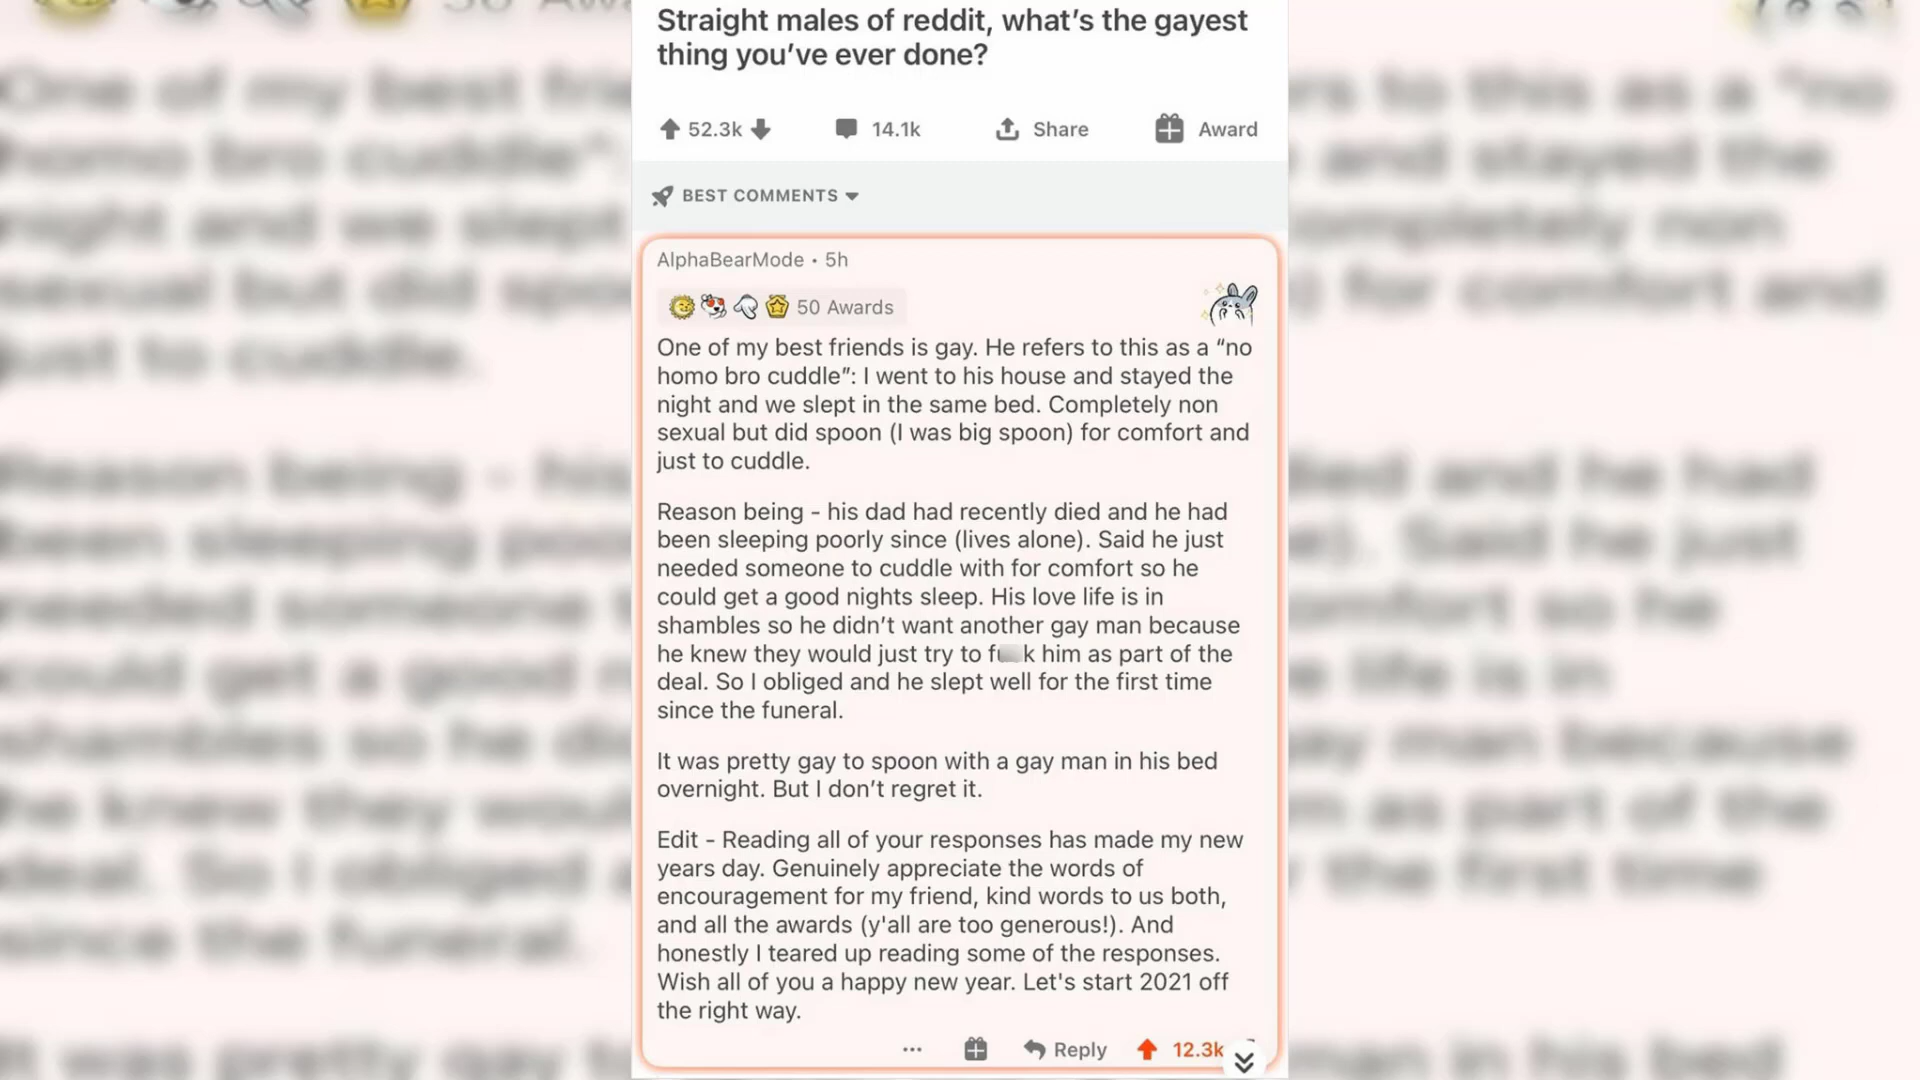 Straight males of reddit, what’s the gayest
thing you’ve ever done?
52.3k 14.1k Share Award
BEST COMMENTS
AlphaBearMode • 5h
50 Awards
One of my best friends is gay. He refers to this as a “no
homo bro cuddle”: I went to his house and stayed the
night and we slept in the same bed. Completely non
sexual but did spoon (I was big spoon) for comfort and
just to cuddle.
Reason being - his dad had recently died and he had
been sleeping poorly since (lives alone). Said he just
needed someone to cuddle with for comfort so he
could get a good nights sleep. His love life is in
shambles so he didn’t want another gay man because
he knew they would just try to f k him as part of the
deal. So I obliged and he slept well for the first time
since the funeral.
It was pretty gay to spoon with a gay man in his bed
overnight. But I don’t regret it.
Edit - Reading all of your responses has made my new
years day. Genuinely appreciate the words of
encouragement for my friend, kind words to us both,
and all the awards (y'all are too generous!). And
honestly I teared up reading some of the responses.
Wish all of you a happy new year. Let's start 2021 off
the right way.
Reply 12.3k